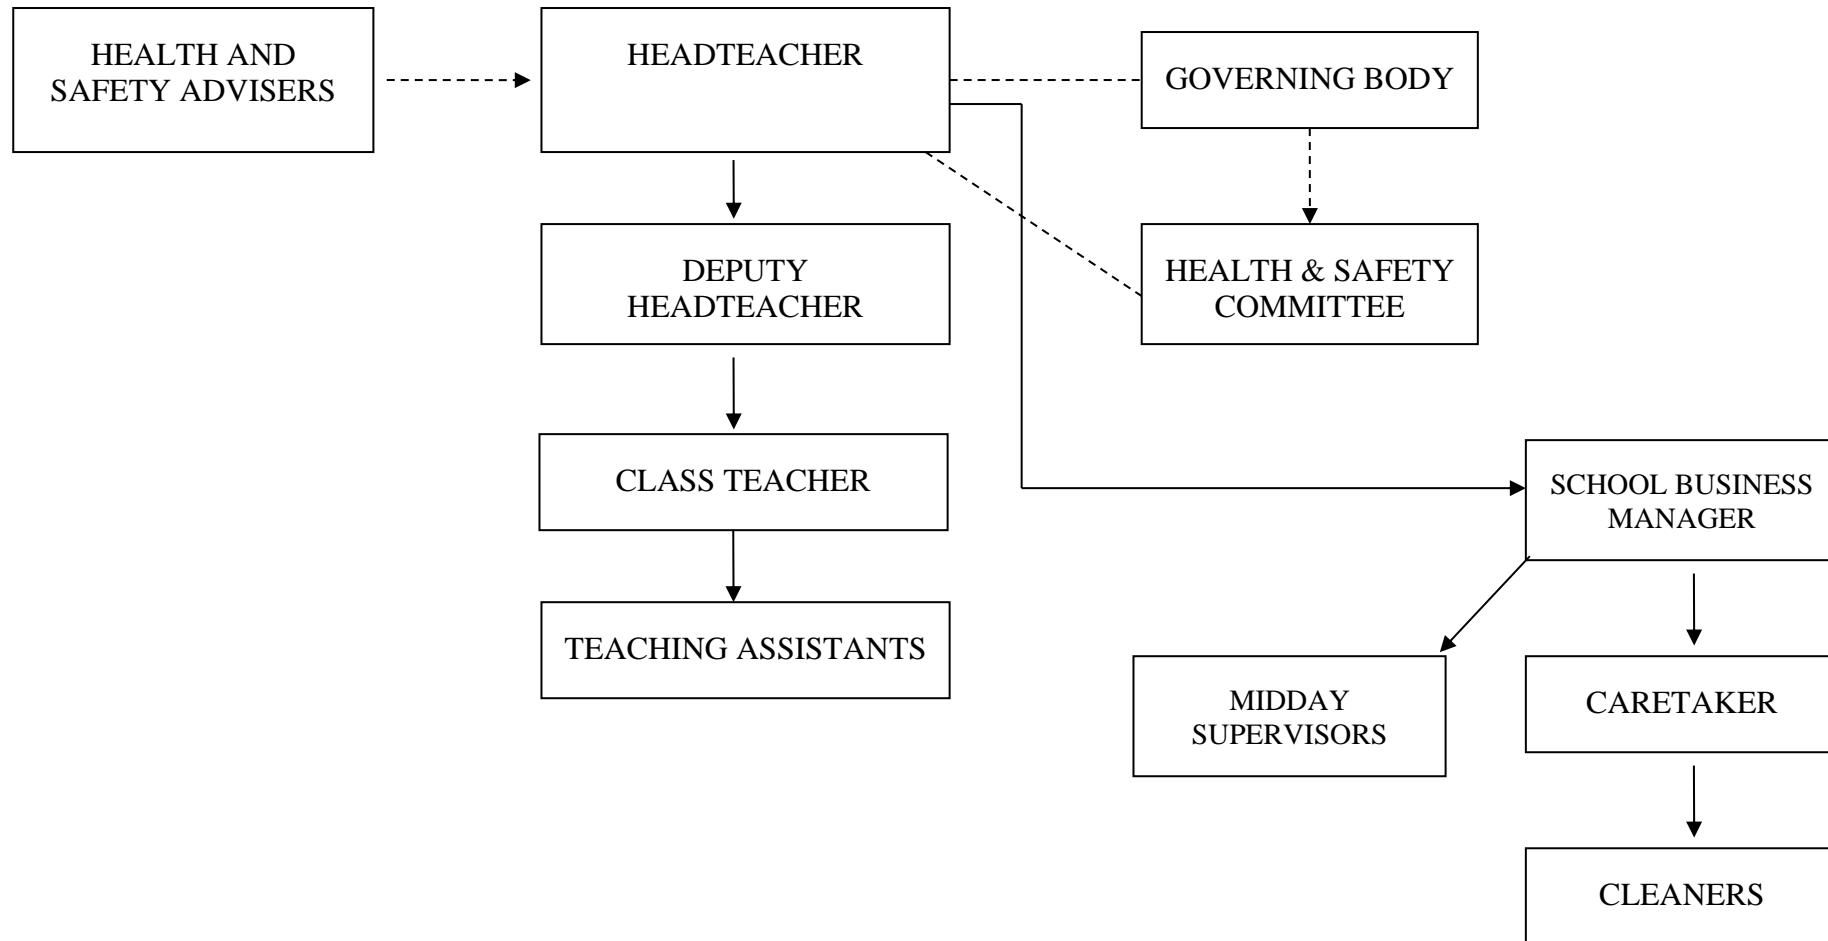 HEALTH AND
SAFETY ADVISERS
HEADTEACHER
GOVERNING BODY
DEPUTY
HEADTEACHER
HEALTH & SAFETY
COMMITTEE
CLASS TEACHER
SCHOOL BUSINESS
MANAGER
TEACHING ASSISTANTS
MIDDAY
SUPERVISORS
CARETAKER
CLEANERS